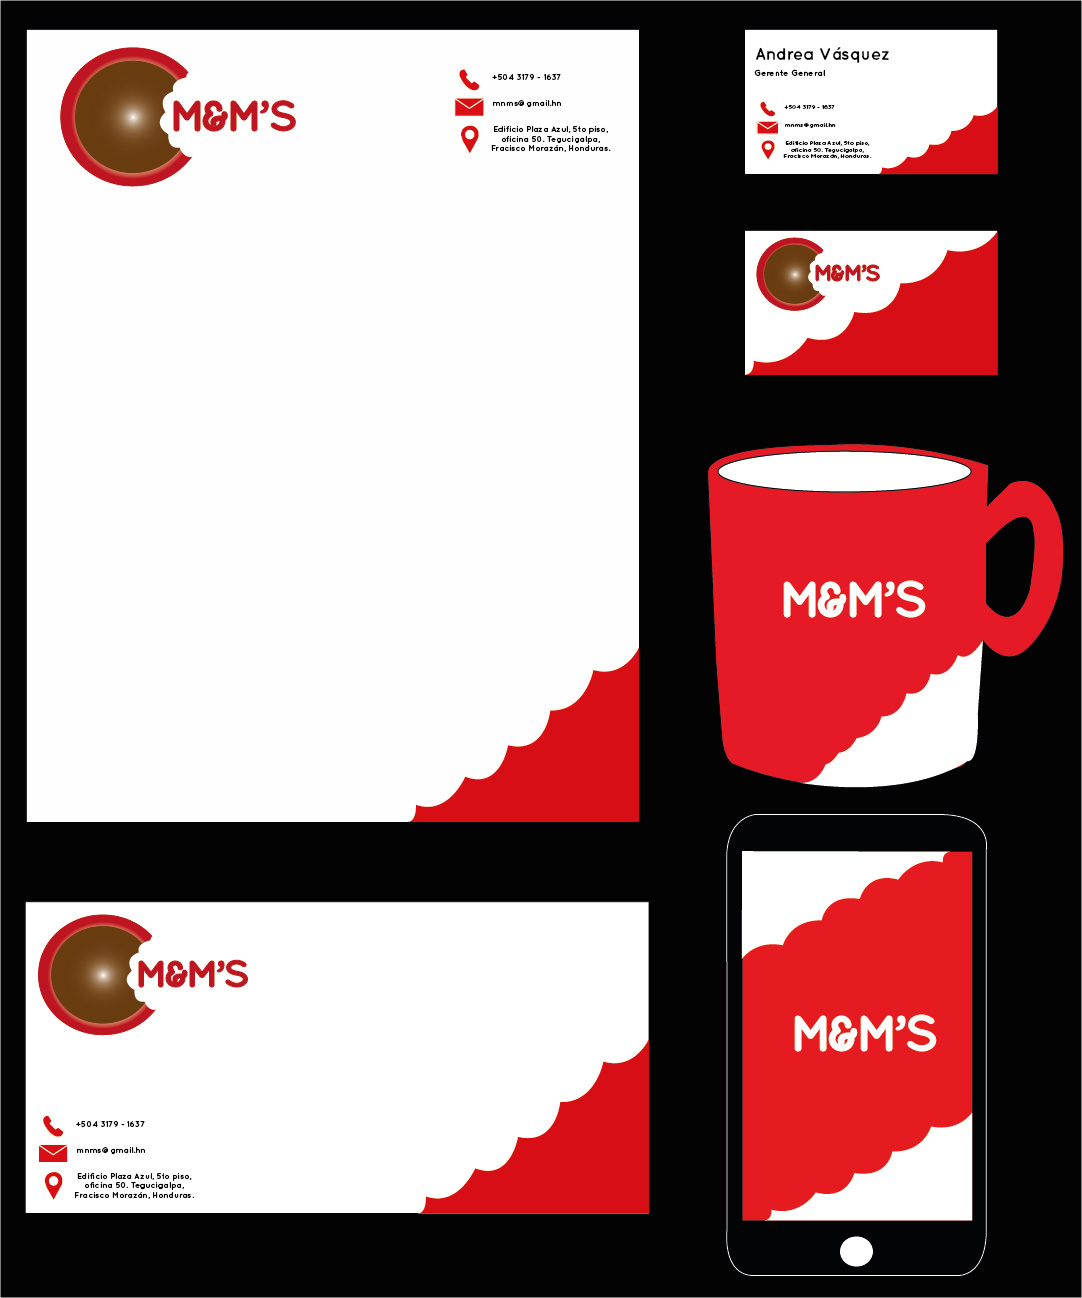 M&M'S
+504 3179 - 1637
mnms@gmail.hn
Edificio Plaza Azul, 5to piso,
oficina 50. Tegucigalpa,
Fracisco Morazán, Honduras.
Andrea Vásquez
Gerente General
+504 3179 - 1637
mnms@gmail.hn
Edificio Plaza Azul, 5to piso,
oficina 50. Tegucigalpa,
Fracisco Morazán, Honduras.
M&M'S
M&M'S
M&M'S
+504 3179 - 1637
mnms@gmail.hn
Edificio Plaza Azul, 5to piso,
oficina 50. Tegucigalpa,
Fracisco Morazán, Honduras.
M&M'S